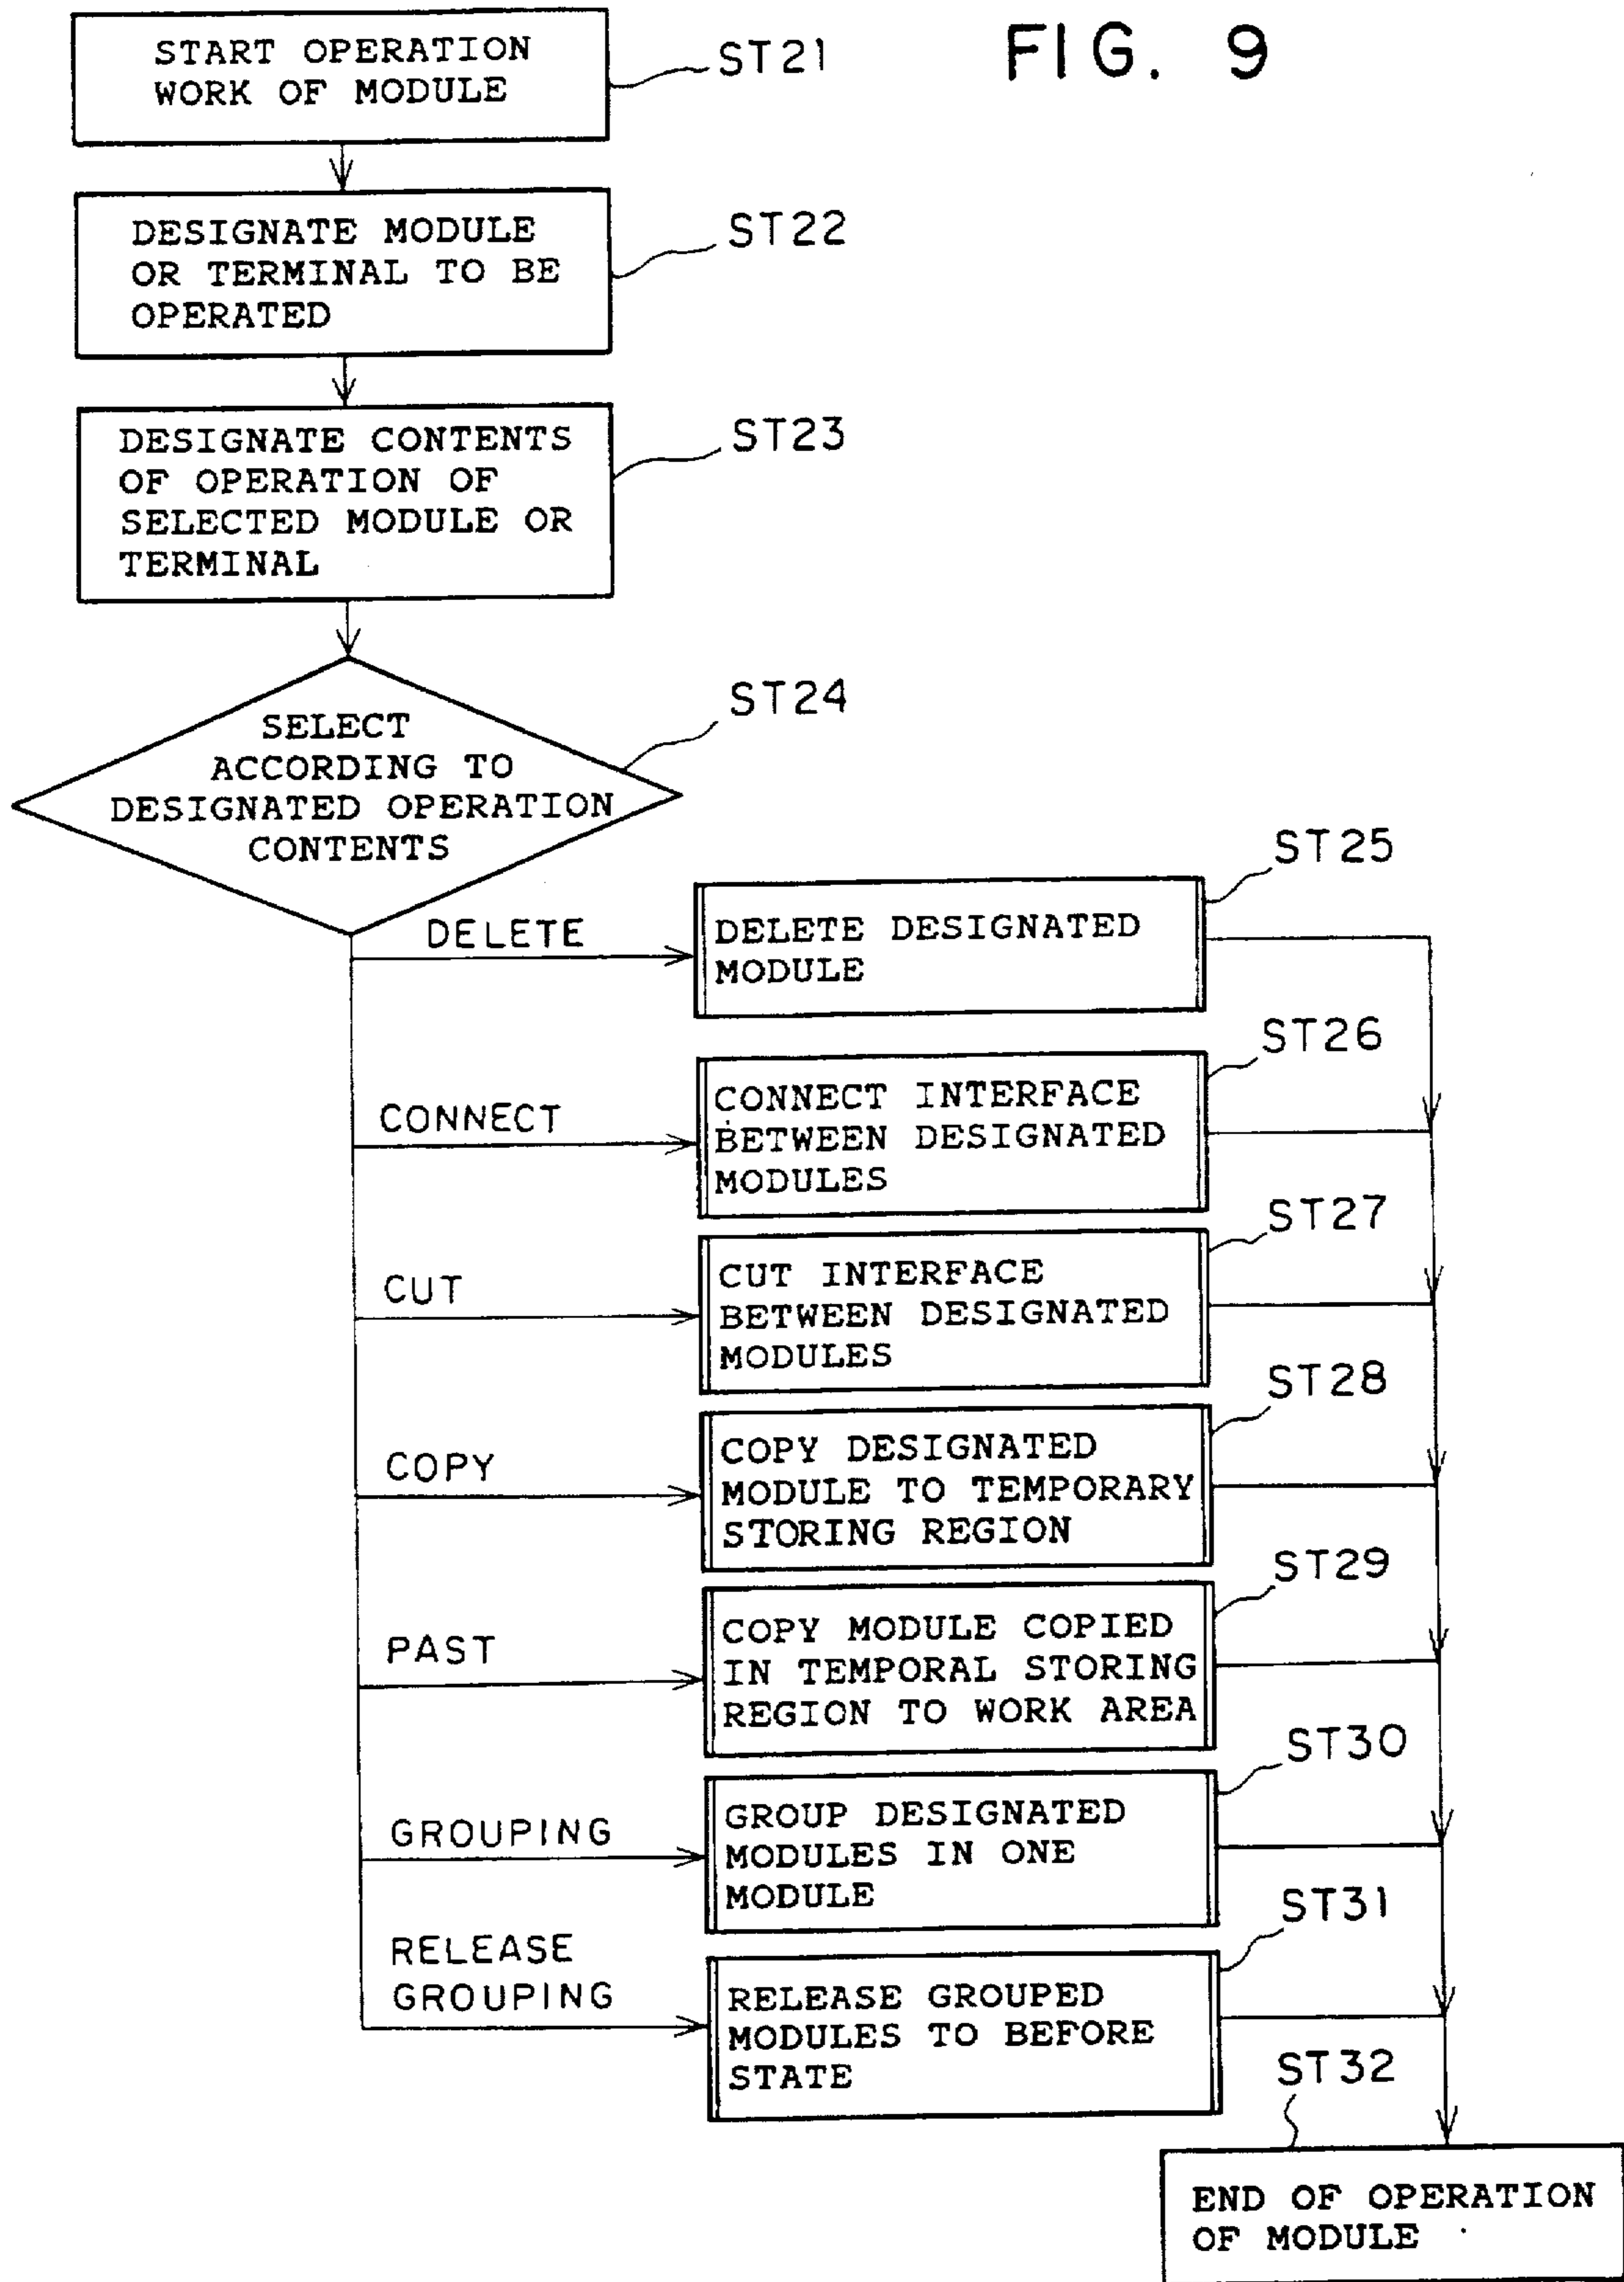 FIG. 9
START OPERATION
WORK OF MODULE
ST21
DESIGNATE MODULE
OR TERMINAL TO BE
OPERATED
ST22
DESIGNATE CONTENTS
OF OPERATION OF
SELECTED MODULE OR
TERMINAL
ST23
SELECT
ACCORDING TO
DESIGNATED OPERATION
CONTENTS
ST24
DELETE
DELETE DESIGNATED
MODULE
ST25
CONNECT
CONNECT INTERFACE
BETWEEN DESIGNATED
MODULES
ST26
CUT
CUT INTERFACE
BETWEEN DESIGNATED
MODULES
ST27
COPY
COPY DESIGNATED
MODULE TO TEMPORARY
STORING REGION
ST28
PAST
COPY MODULE COPIED
IN TEMPORAL STORING
REGION TO WORK AREA
ST29
GROUPING
GROUP DESIGNATED
MODULES IN ONE
MODULE
ST30
RELEASE
GROUPING
RELEASE GROUPED
MODULES TO BEFORE
STATE
ST31
ST32
END OF OPERATION
OF MODULE